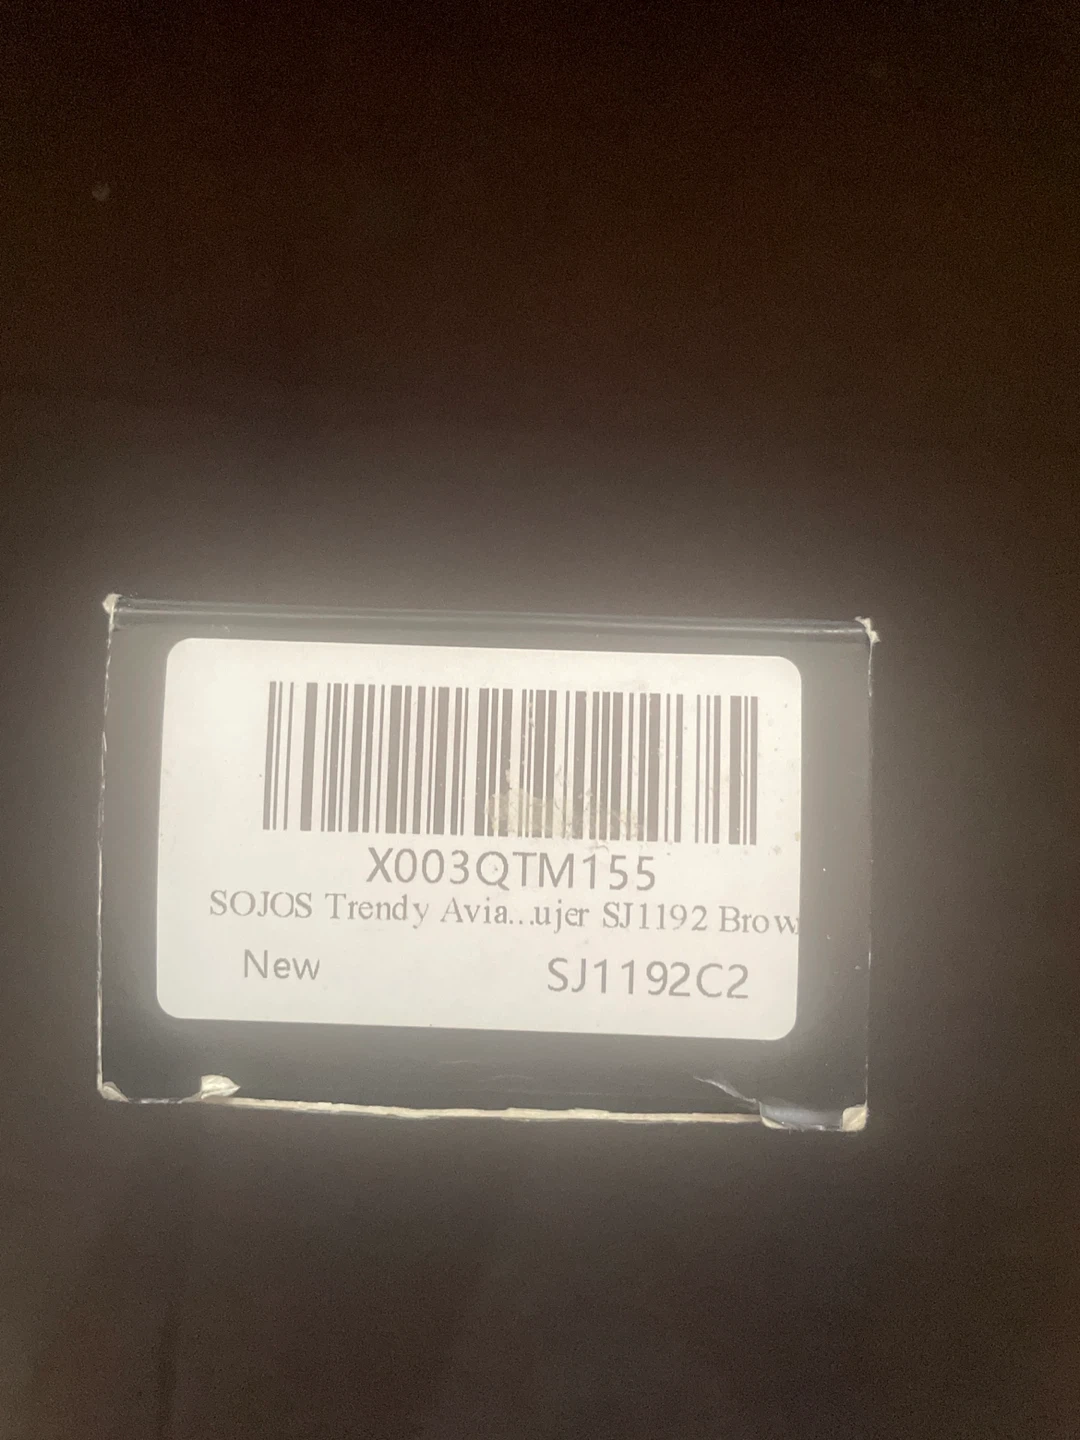 X003QTM155
SOJOS Trendy Avia...ujer SJ1192 Brow
New
SJ1192C2